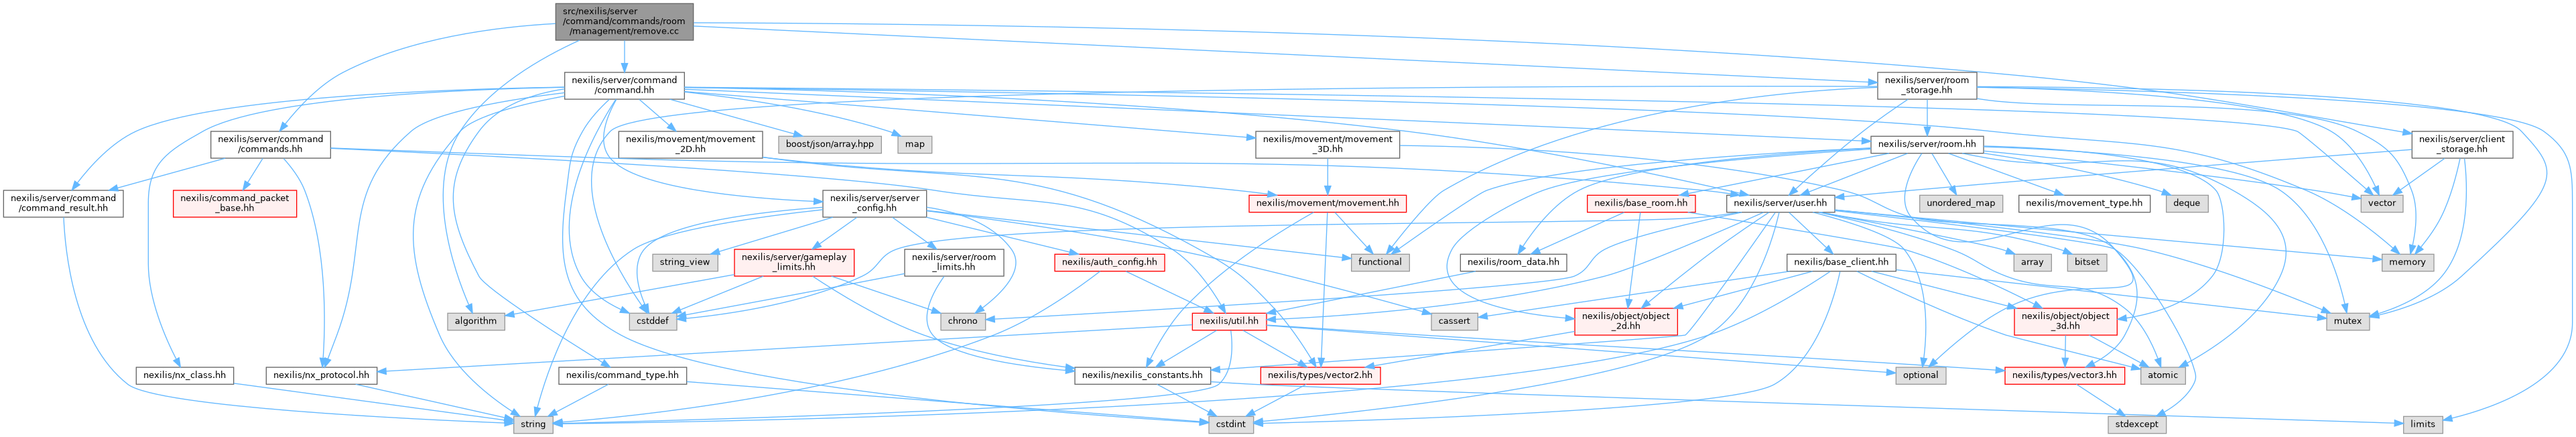 src/nexilis/server
/command/commands/room
/management/remove.cc
nexilis/server/command
/command.hh
nexilis/server/room
_storage.hh
nexilis/server/command
/commands.hh
nexilis/movement/movement
_2D.hh
boost/json/array.hpp
map
nexilis/movement/movement
_3D.hh
nexilis/server/room.hh
nexilis/server/client
_storage.hh
nexilis/server/command
/command_result.hh
nexilis/command_packet
_base.hh
nexilis/server/server
_config.hh
nexilis/movement/movement.hh
nexilis/base_room.hh
nexilis/server/user.hh
unordered_map
nexilis/movement_type.hh
deque
vector
string_view
nexilis/server/gameplay
_limits.hh
nexilis/server/room
_limits.hh
nexilis/auth_config.hh
functional
nexilis/room_data.hh
nexilis/base_client.hh
array
bitset
memory
algorithm
cstddef
chrono
nexilis/util.hh
cassert
nexilis/object/object
_2d.hh
nexilis/object/object
_3d.hh
mutex
nexilis/nx_class.hh
nexilis/nx_protocol.hh
nexilis/command_type.hh
nexilis/nexilis_constants.hh
nexilis/types/vector2.hh
optional
nexilis/types/vector3.hh
atomic
string
cstdint
stdexcept
limits